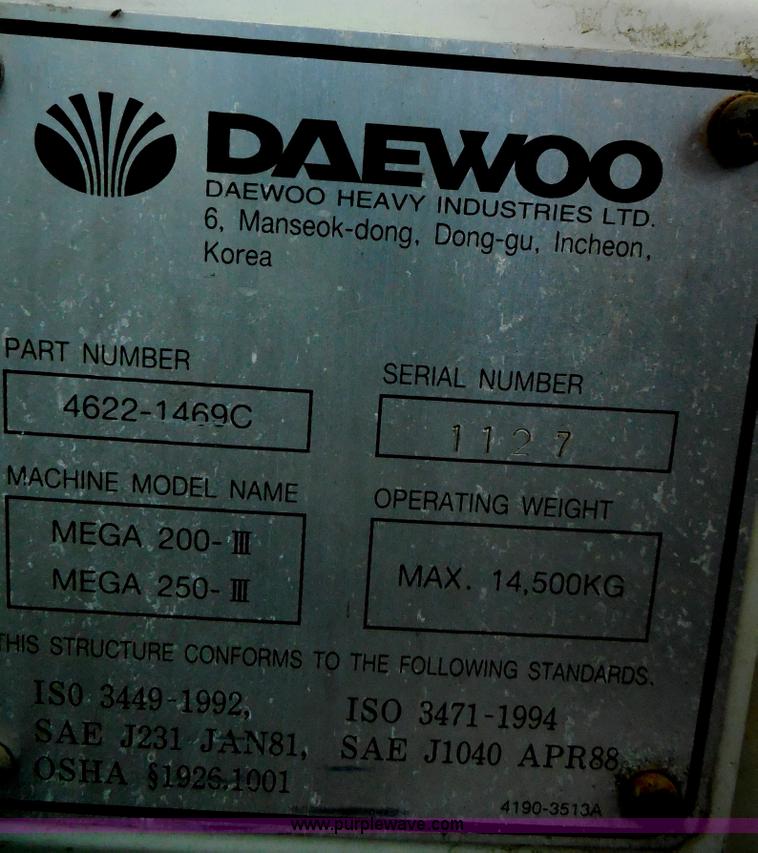 DAEWOO
DAEWOO HEAVY INDUSTRIES LTD.
6, Manseok-dong, Dong-gu, Incheon,
Korea
PART NUMBER
4622-1469C
SERIAL NUMBER
1127
MACHINE MODEL NAME
MEGA 200-Ⅲ
MEGA 250-Ⅲ
OPERATING WEIGHT
MAX. 14,500KG
THIS STRUCTURE CONFORMS TO THE FOLLOWING STANDARDS.
ISO 3449-1992, ISO 3471-1994
SAE J231 JAN81, SAE J1040 APR88
OSHA §1926.1001
4190-3513A
www.purplewave.com